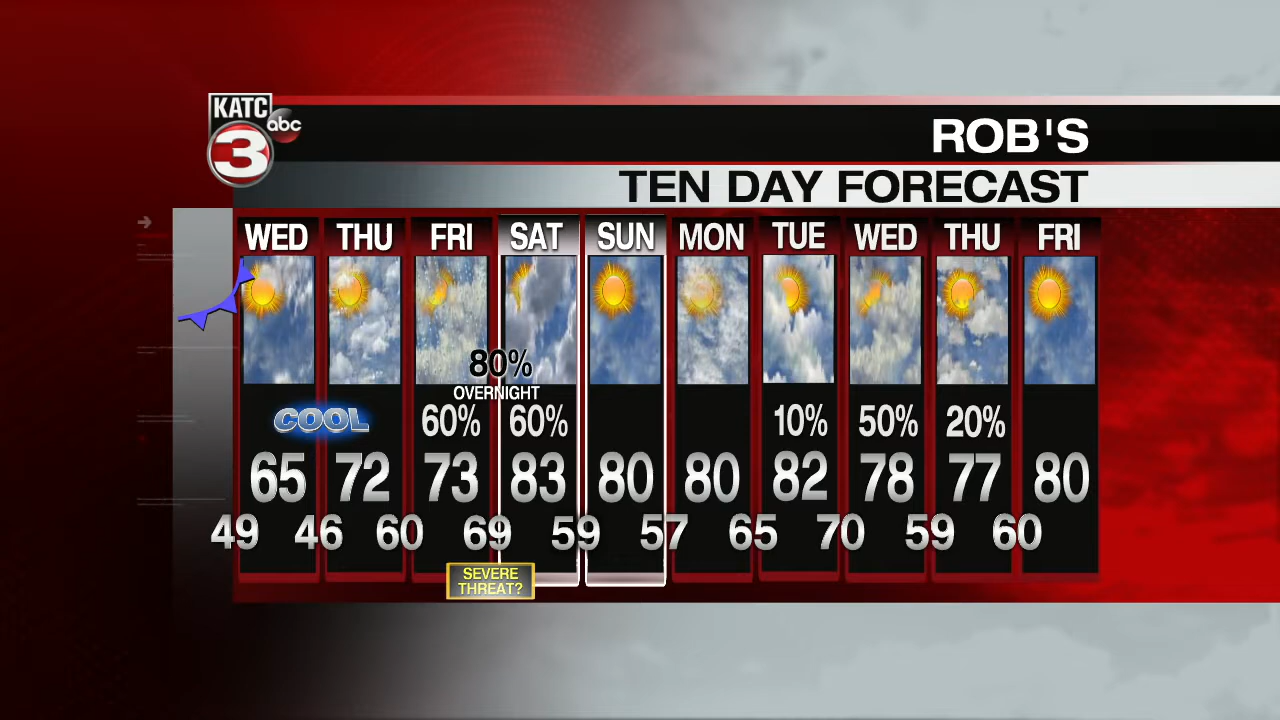 KATC
abc
3
ROB'S
TEN DAY FORECAST
WED THU FRI SAT SUN MON TUE WED THU FRI
80%
OVERNIGHT
COOL 60% 60% 10% 50% 20%
65 72 73 83 80 80 82 78 77 80
49 46 60 69 59 57 65 70 59 60
SEVERE
THREAT?